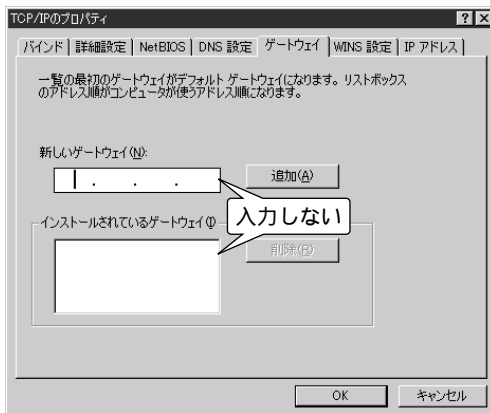 TCP/IPのプロパティ
バインド 詳細設定 NetBIOS DNS 設定 ゲートウェイ WINS 設定 IP アドレス
一覧の最初のゲートウェイがデフォルト ゲートウェイになります。リストボックス
のアドレス順がコンピュータが使うアドレス順になります。
新しいゲートウェイ(N):
. . .
追加(A)
入力しない
インストールされているゲートウェイ(I)
削除(R)
OK キャンセル